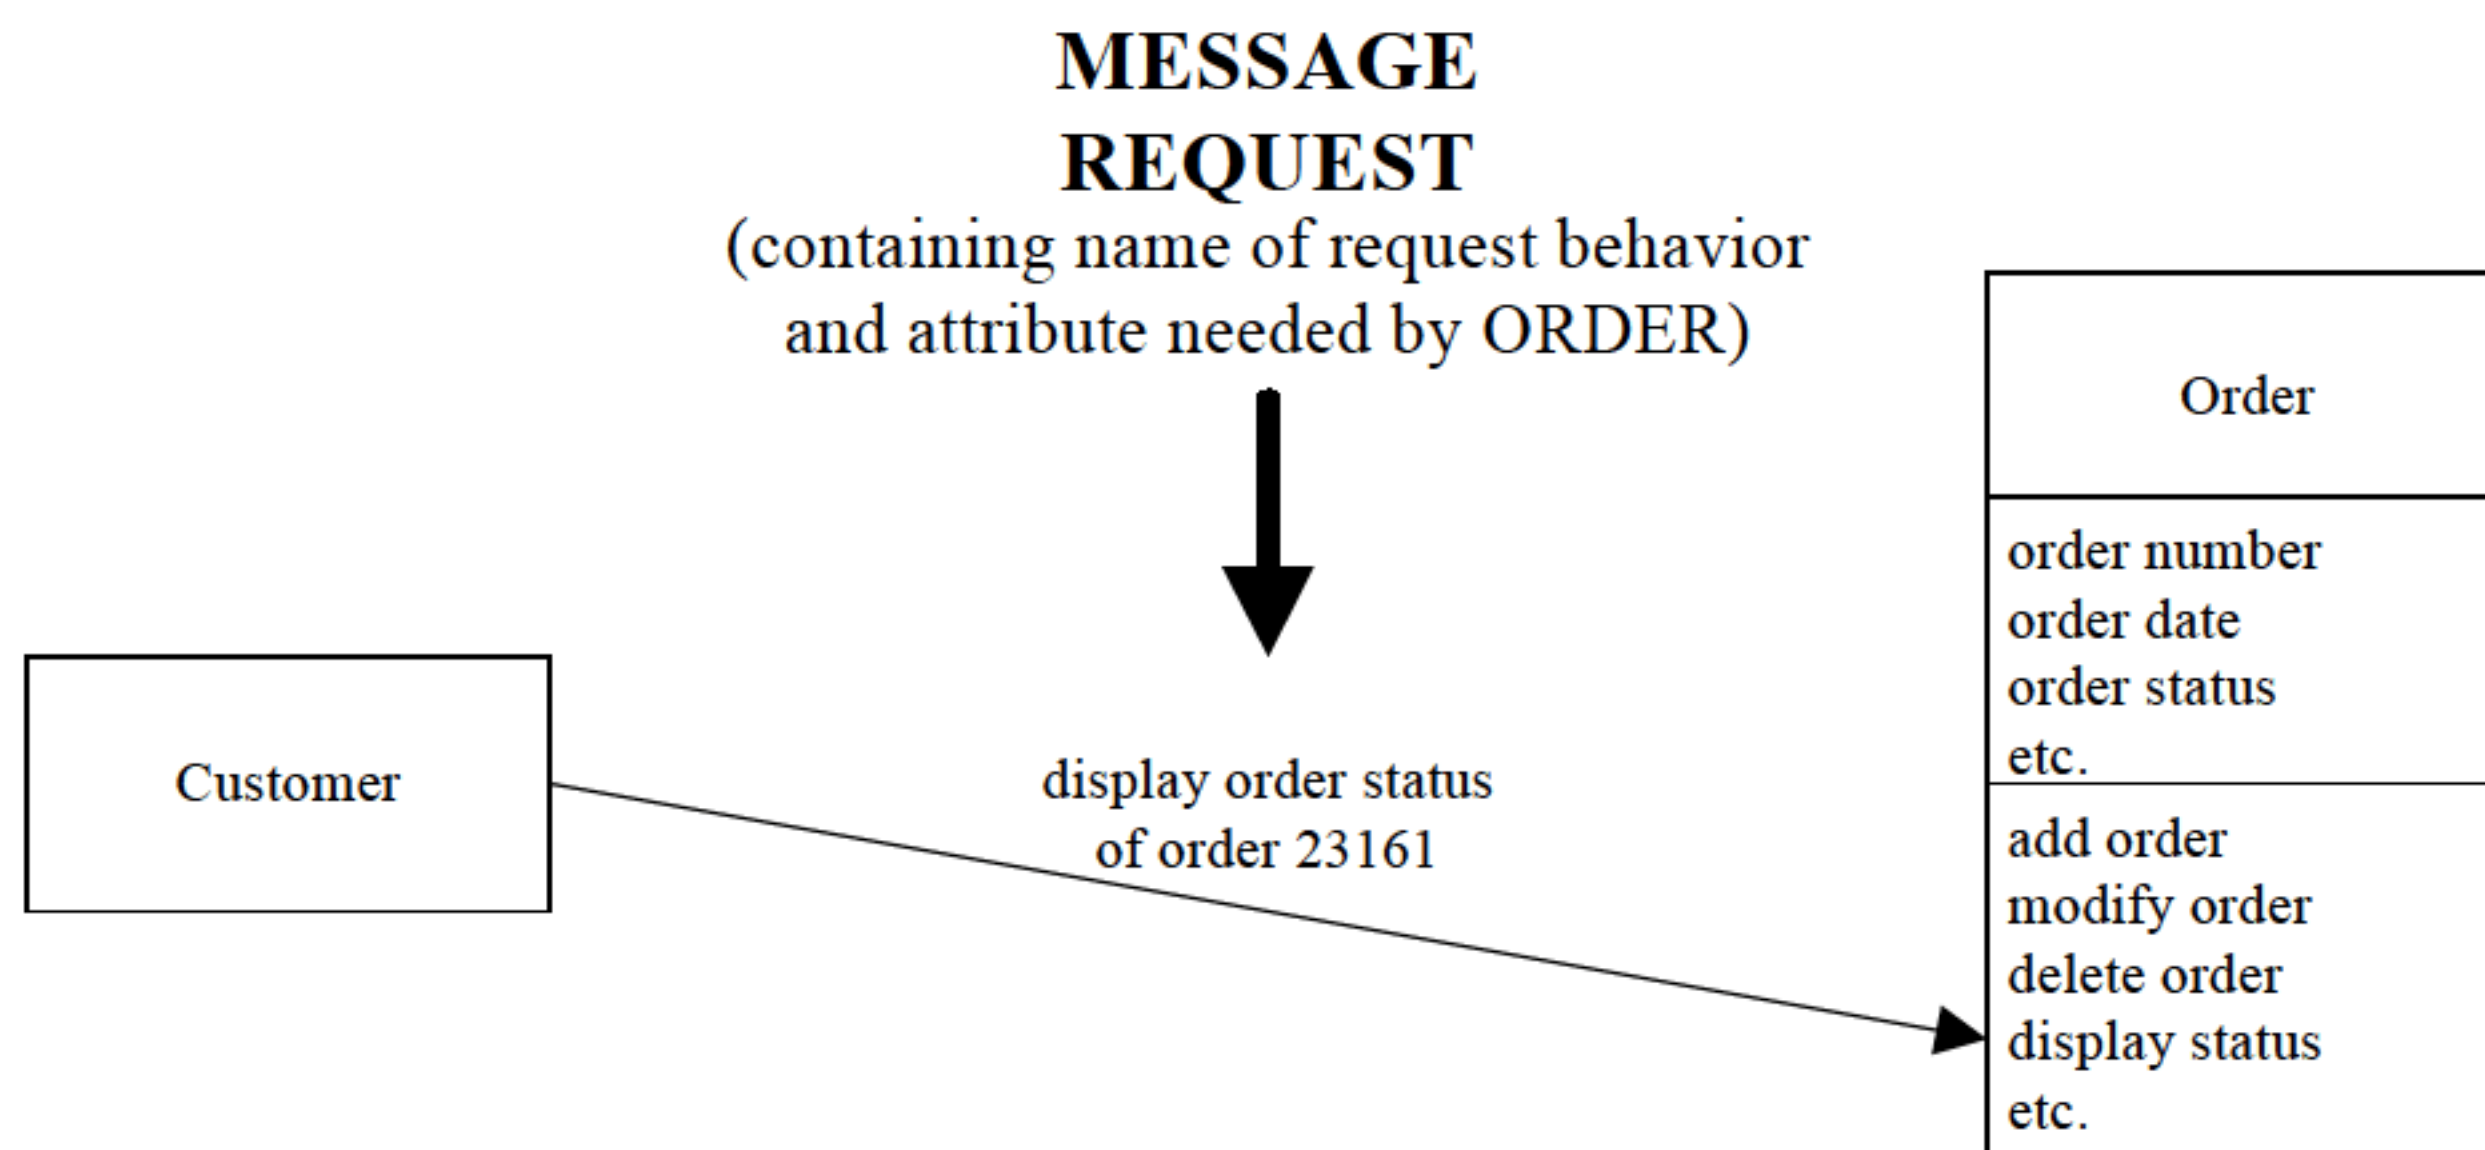 MESSAGE
REQUEST
(containing name of request behavior
and attribute needed by ORDER)
Order
order number
order date
order status
etc.
Customer
display order status
of order 23161
add order
modify order
delete order
display status
etc.